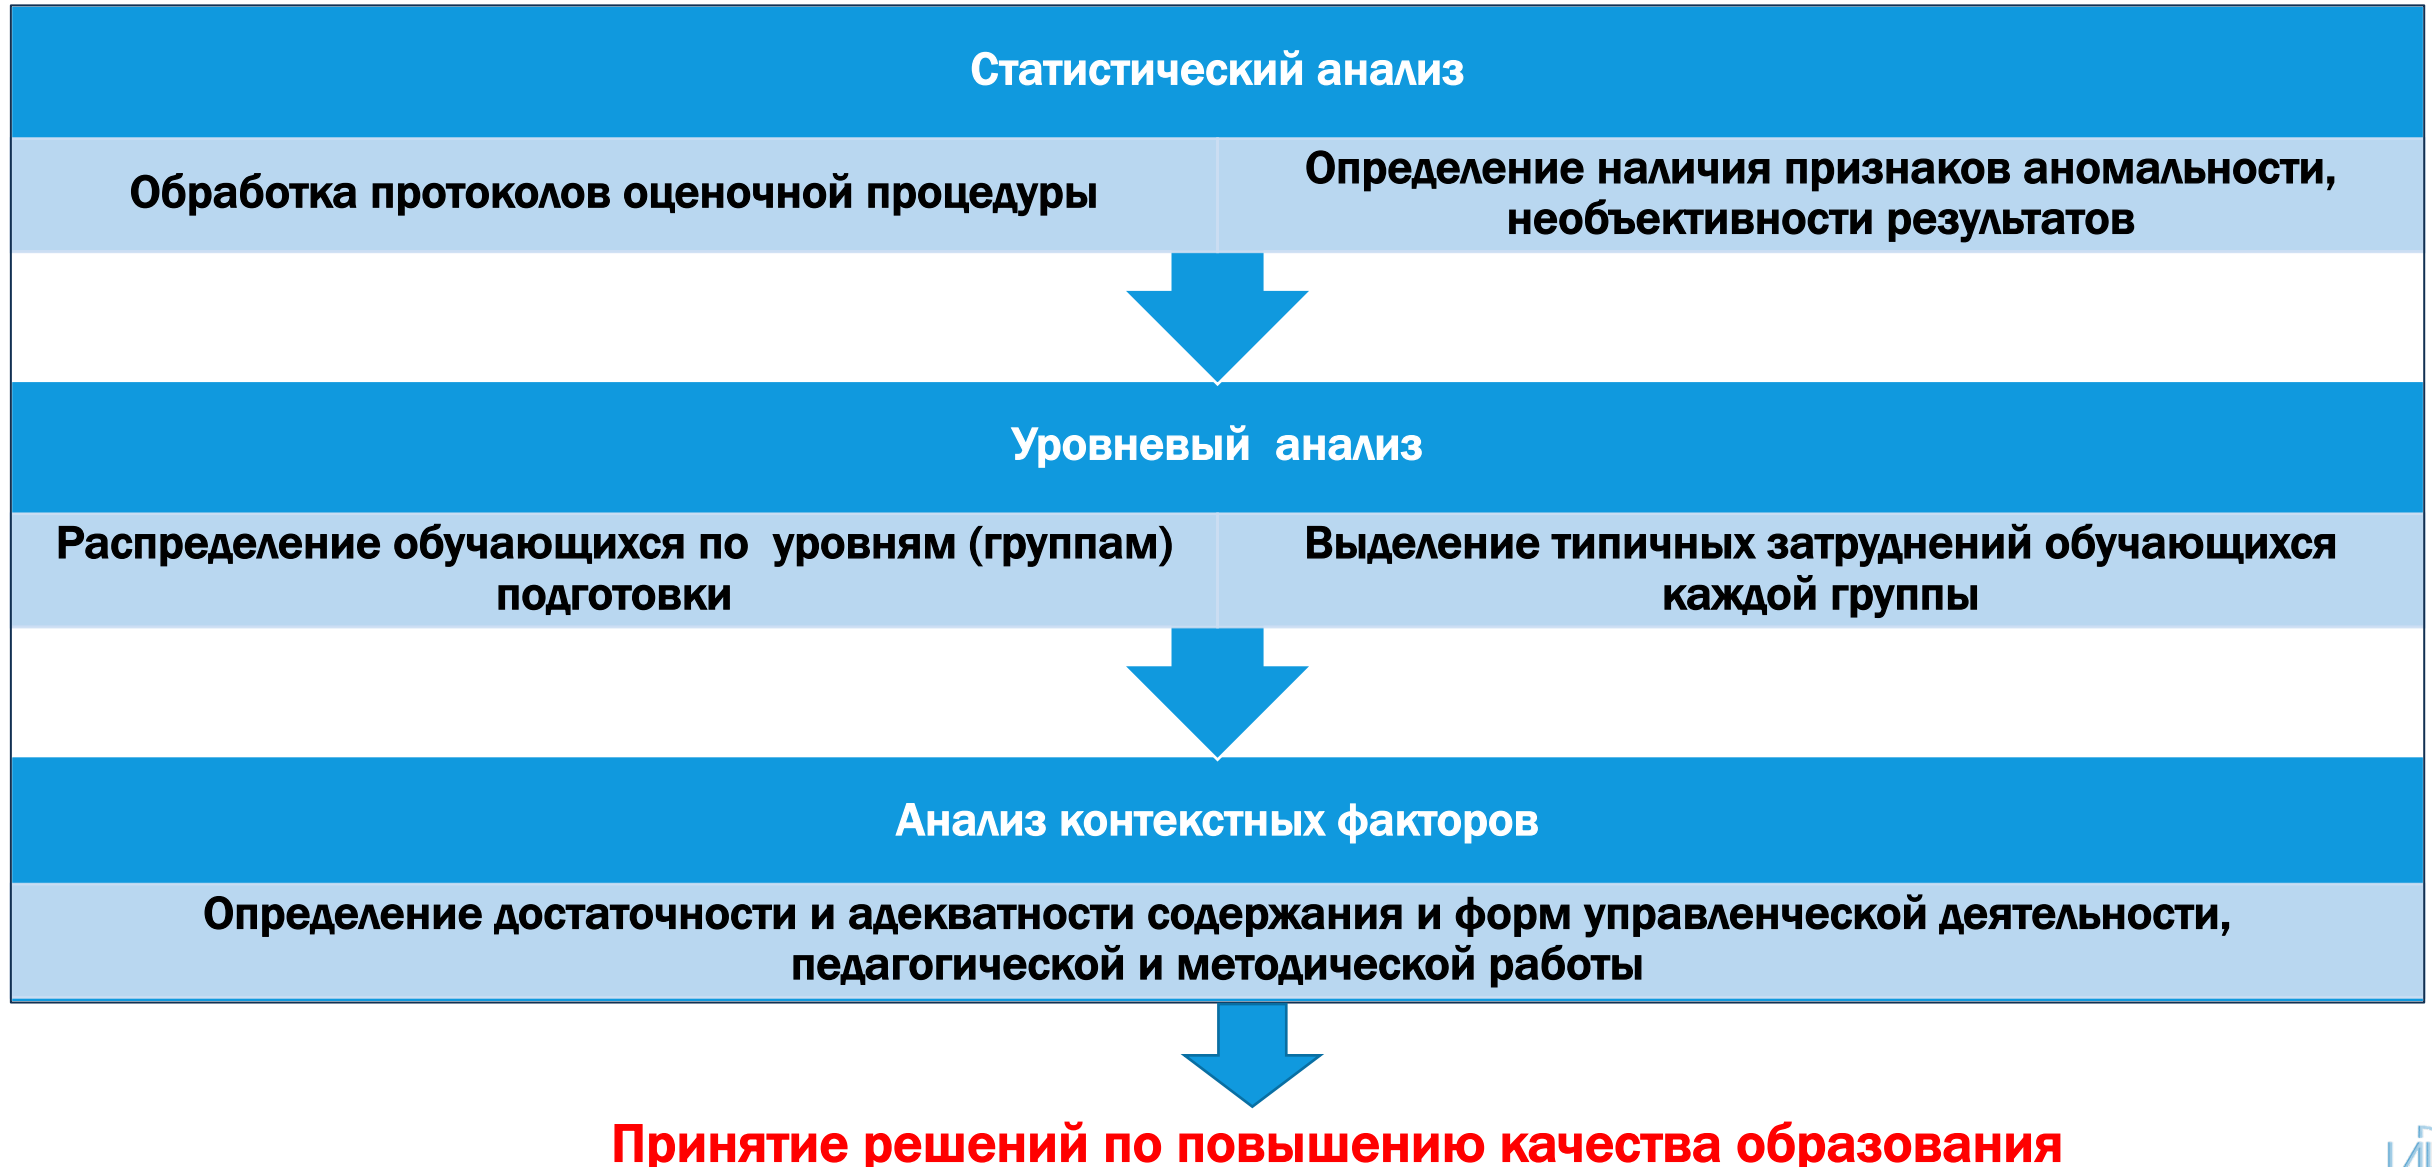 Статистический анализ
Обработка протоколов оценочной процедуры
Определение наличия признаков аномальности,
необъективности результатов
Уровневый анализ
Распределение обучающихся по уровням (группам)
подготовки
Выделение типичных затруднений обучающихся
каждой группы
Анализ контекстных факторов
Определение достаточности и адекватности содержания и форм управленческой деятельности,
педагогической и методической работы
Принятие решений по повышению качества образования